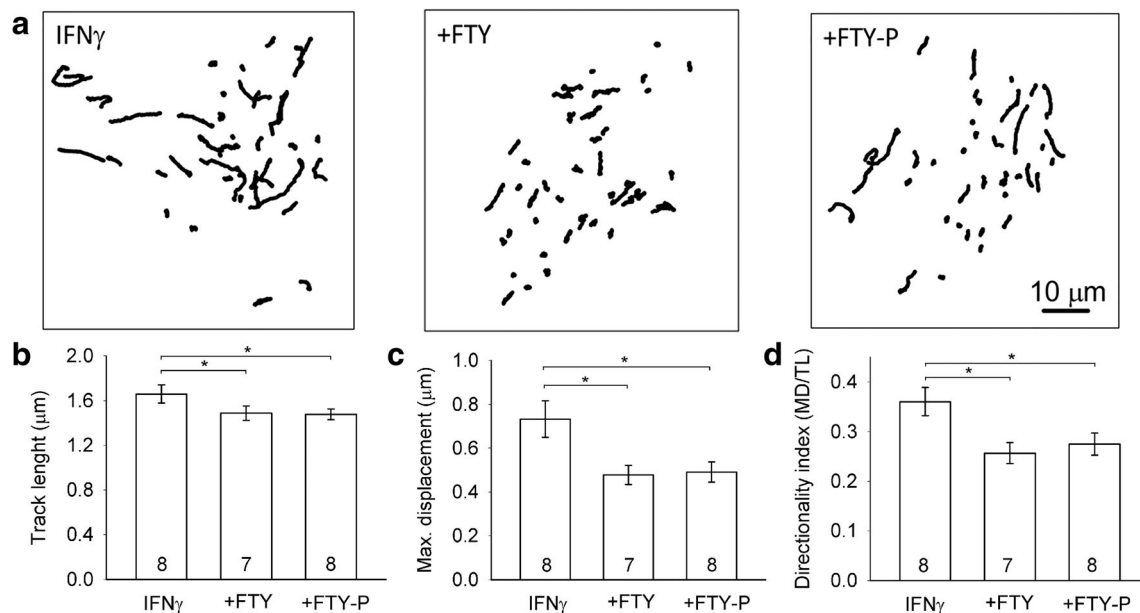 a
IFNγ
+FTY
+FTY-P
10 μm
b
Track lenght (μm)
2.0
1.6
1.2
0.8
0.4
0.0
*
*
8
7
8
IFNγ
+FTY
+FTY-P
c
Max. displacement (μm)
1.0
0.8
0.6
0.4
0.2
0.0
*
*
8
7
8
IFNγ
+FTY
+FTY-P
d
Directionality index (MD/TL)
0.4
0.3
0.2
0.1
0.0
*
*
8
7
8
IFNγ
+FTY
+FTY-P